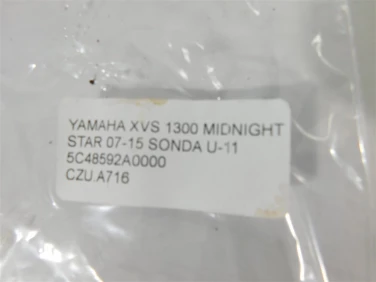 YAMAHA XVS 1300 MIDNIGHT
STAR 07-15 SONDA U-11
5C48592A0000
CZU.A716